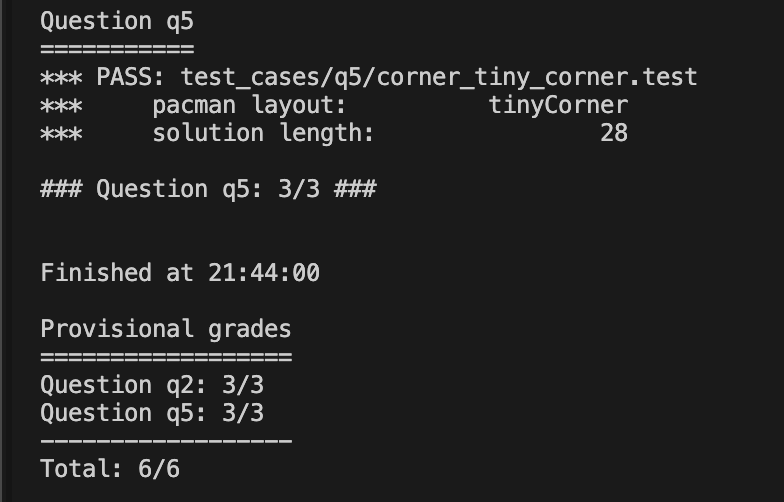 Question q5
===========
*** PASS: test_cases/q5/corner_tiny_corner.test
***     pacman layout:          tinyCorner
***     solution length:                28
### Question q5: 3/3 ###
Finished at 21:44:00
Provisional grades
==================
Question q2: 3/3
Question q5: 3/3
------------------
Total: 6/6